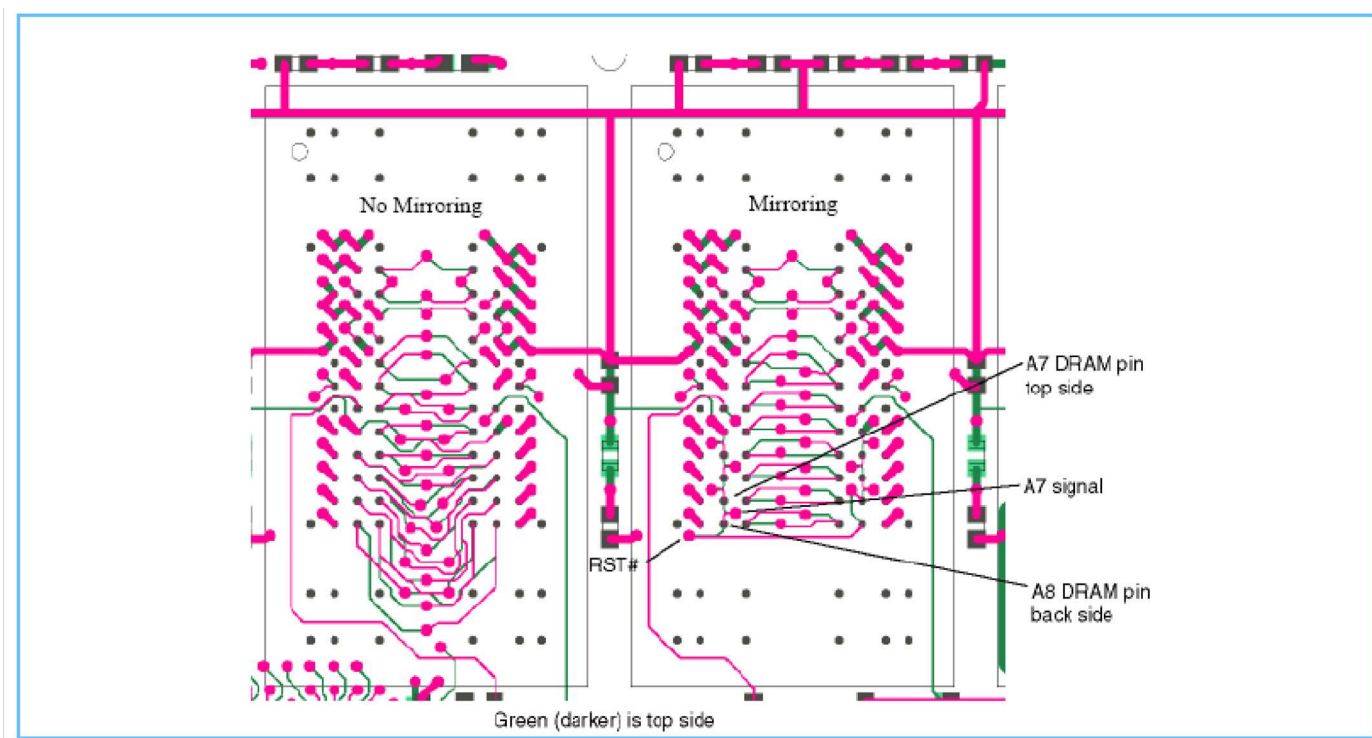 No Mirroring
Mirroring
A7 DRAM pin
top side
A7 signal
RST#
A8 DRAM pin
back side
Green (darker) is top side